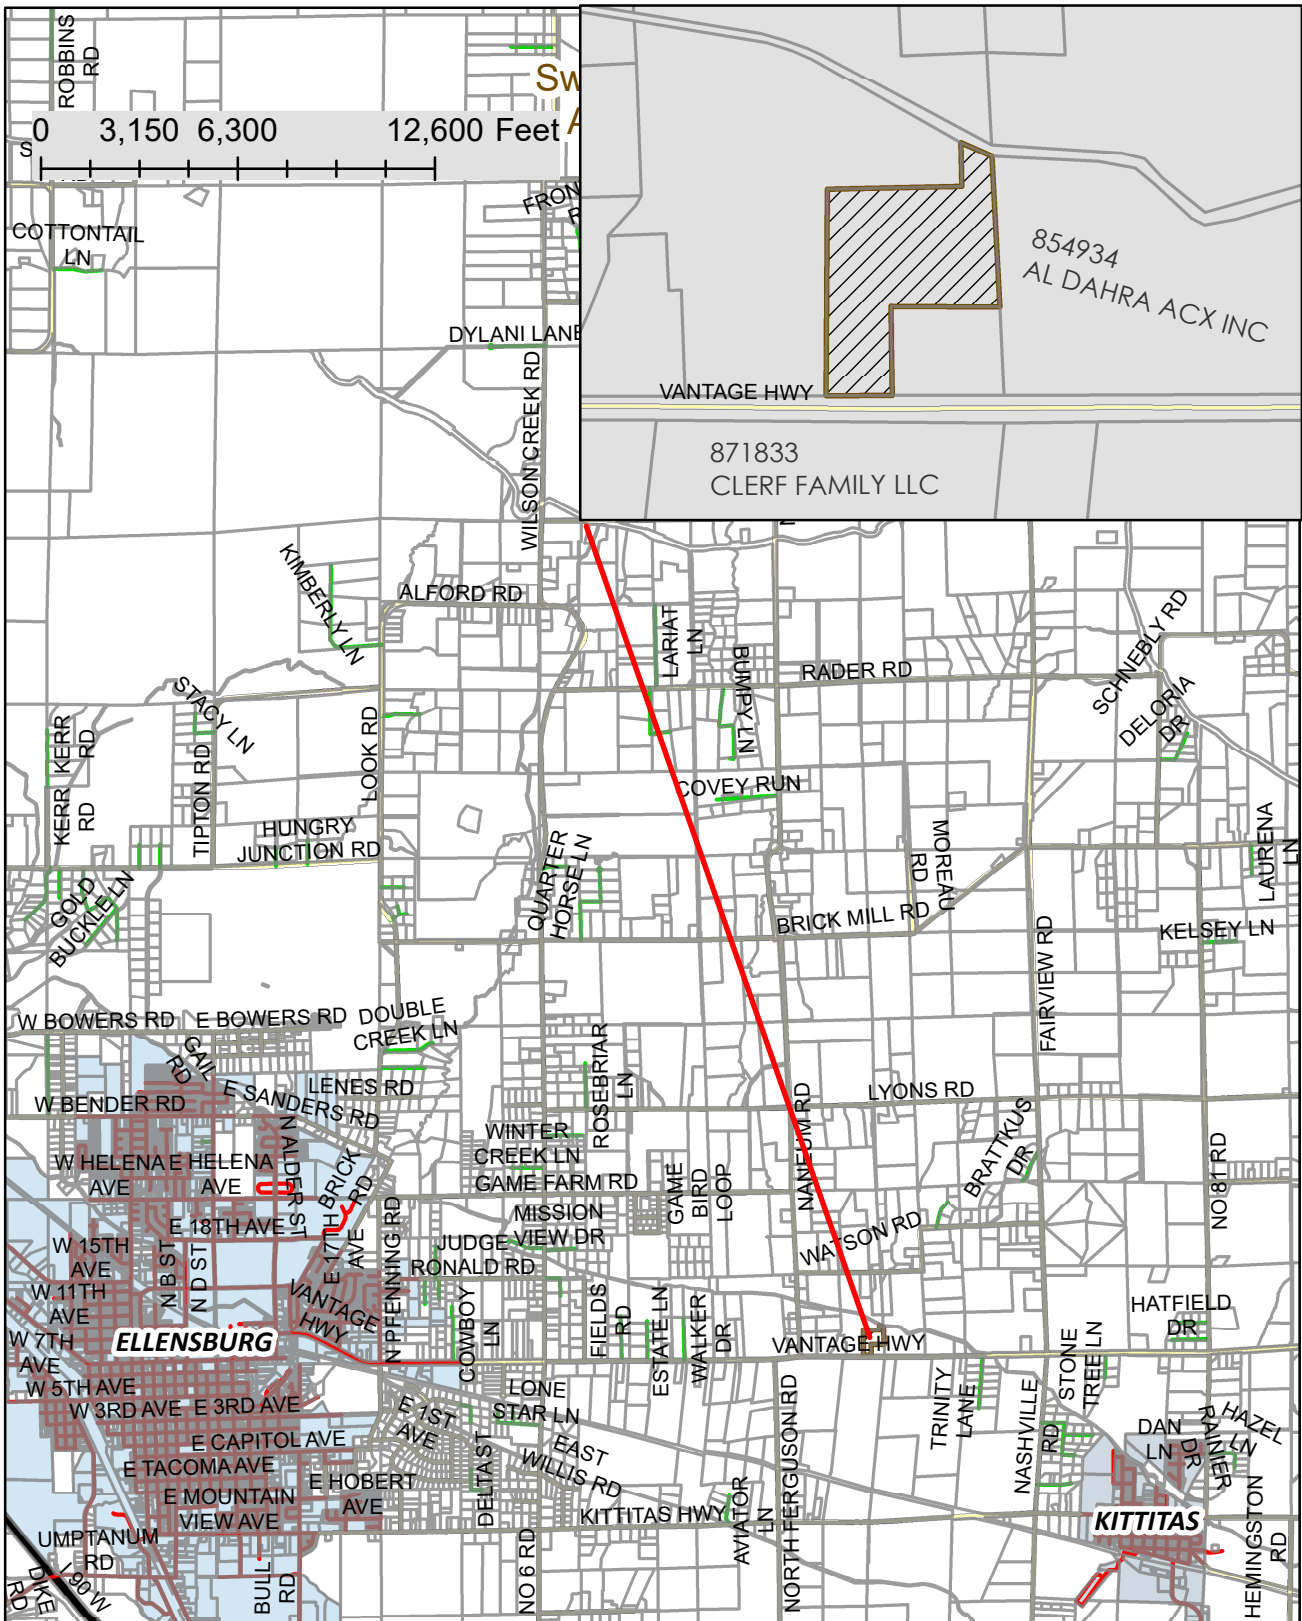 ROBBINS
RD
Sw
A
0 3,150 6,300 12,600 Feet
S
RD
COTTONTAIL
LN
FRON
R
DYLANI LANE
WILSON CREEK RD
854934
AL DAHRA ACX INC
VANTAGE HWY
871833
CLERF FAMILY LLC
KIMBERLY LN
ALFORD RD
LARIAT
LN
BUMPY LN
RADER RD
SCHNEBLY RD
DELORIA
DR
STACY LN
LOOK RD
KERR
RD
KERR
RD
TIPTON RD
COVEY RUN
HUNGRY
JUNCTION RD
QUARTER
HORSE LN
MOREAU
RD
LAURENA
LN
GOLD
BUCKLE LN
BRICK MILL RD
FAIRVIEW RD
KELSEY LN
W BOWERS RD
E BOWERS RD
DOUBLE
CREEK LN
GAIL
RD
ROSEBRIAR
LN
LENES RD
E SANDERS RD
W BENDER RD
LYONS RD
NANEUM RD
BRATTKUS
DR
N ALDER ST
WINTER
CREEK LN
NO 81 RD
W HELENA
AVE
E HELENA
AVE
BRICK
RD
GAME FARM RD
GAME
BIRD
LOOP
E 18TH AVE
MISSION
VIEW DR
WATSON RD
W 15TH
AVE
N B ST
N D ST
E 17TH
AVE
N PFENNING RD
JUDGE
RONALD RD
W 11TH
AVE
VANTAGE
HWY
COWBOY
LN
FIELDS
RD
ESTATE LN
WALKER
DR
HATFIELD
DR
W 7TH
AVE
ELLENSBURG
VANTAGE HWY
STONE
TREE LN
W 5TH AVE
W 3RD AVE
E 3RD AVE
LONE
STAR LN
TRINITY
LANE
E 1ST
AVE
E CAPITOL AVE
EAST
WILLIS RD
NASHVILLE
RD
DAN
LN
RAINIER
DR
HAZEL
LN
E TACOMA AVE
E HOBERT
AVE
DELTA ST
E MOUNTAIN
VIEW AVE
KITTITAS HWY
AVIATOR
LN
NORTH FERGUSON RD
KITTITAS
UMPTANUM
RD
NO 6 RD
HEMINGSTON
RD
DIKE
RD
I-90 W
BULL
RD